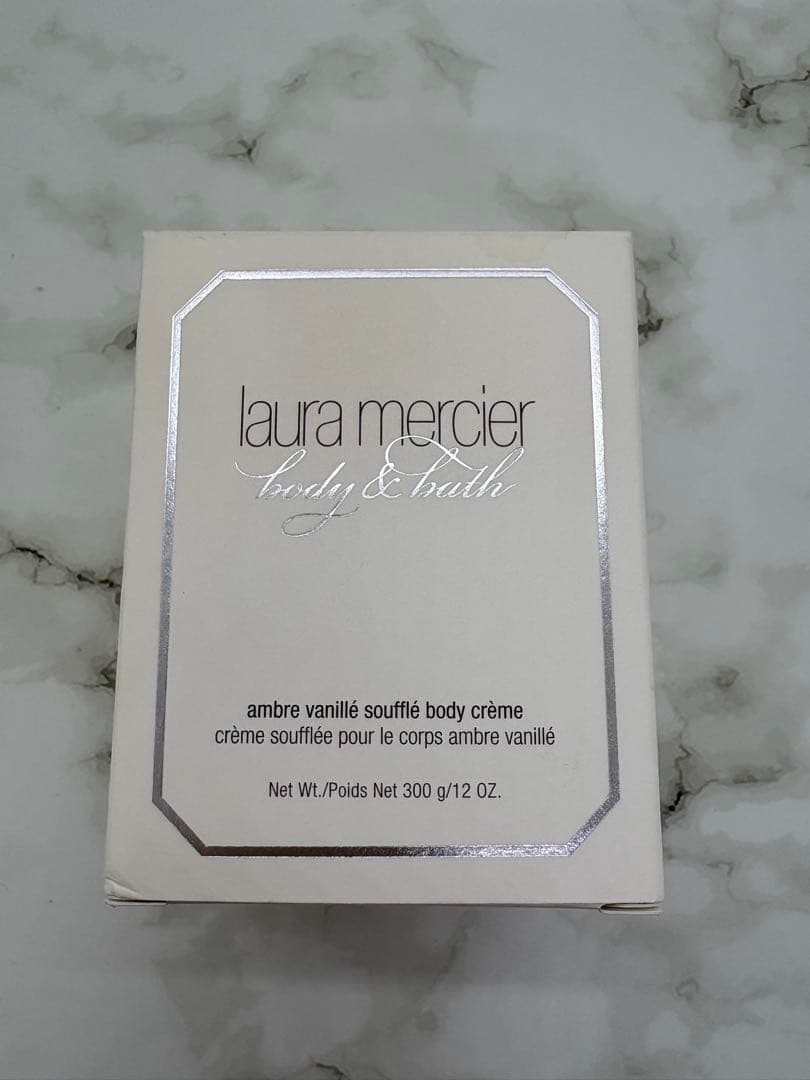 laura mercier
body & bath
ambre vanillé soufflé body crème
crème soufflée pour le corps ambre vanillé
Net Wt./Poids Net 300 g/12 OZ.